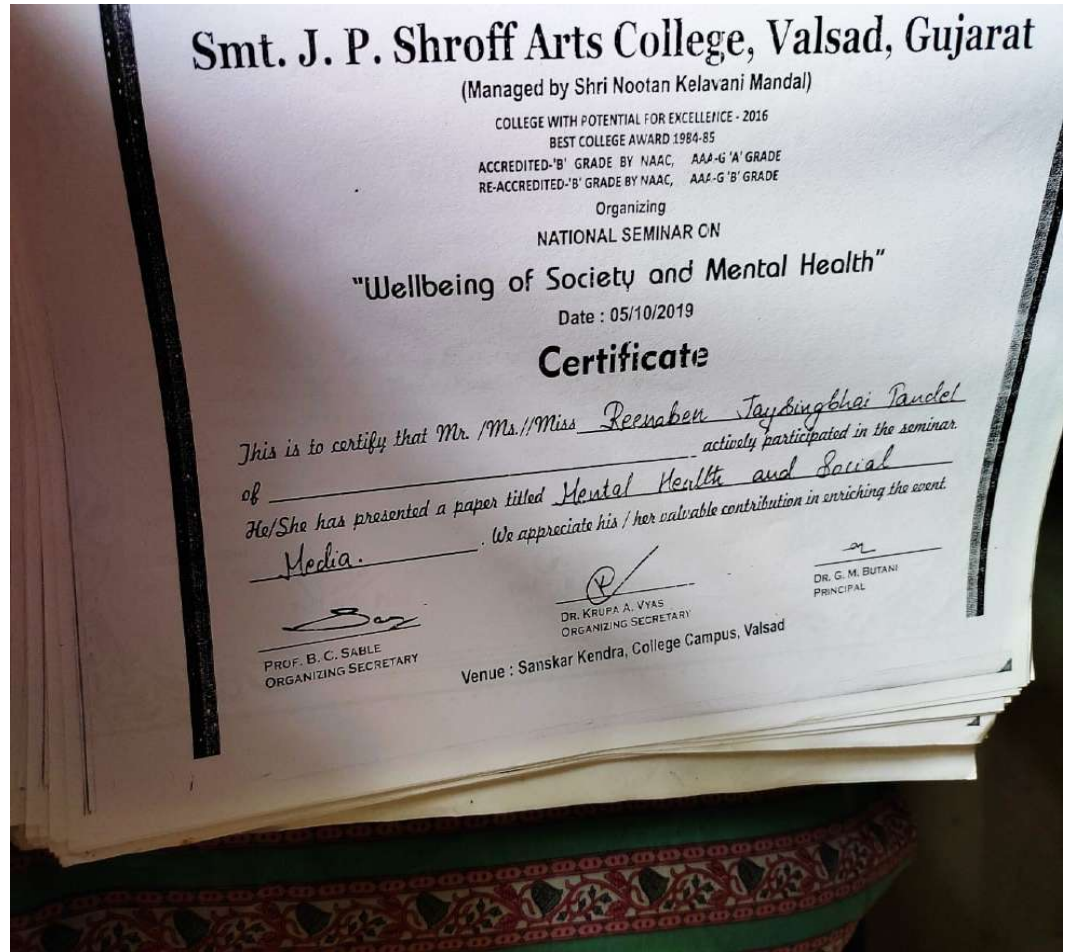 Smt. J. P. Shroff Arts College, Valsad, Gujarat
(Managed by Shri Nootan Kelavani Mandal)
COLLEGE WITH POTENTIAL FOR EXCELLENCE - 2016
BEST COLLEGE AWARD 1984-85
ACCREDITED-'B' GRADE BY NAAC, AAA-G 'A' GRADE
RE-ACCREDITED-'B' GRADE BY NAAC, AAA-G 'B' GRADE
Organizing
NATIONAL SEMINAR ON
"Wellbeing of Society and Mental Health"
Date : 05/10/2019
Certificate
This is to certify that Mr. /Ms.//Miss Reenaben Jaysingbhai Pandel
of actively participated in the seminar.
He/She has presented a paper titled Mental Health and Social
Media. . We appreciate his / her valuable contribution in enriching the event.
PROF. B. C. SABLE
ORGANIZING SECRETARY
DR. KRUPA A. VYAS
ORGANIZING SECRETARY
DR. G. M. BUTANI
PRINCIPAL
Venue : Sanskar Kendra, College Campus, Valsad